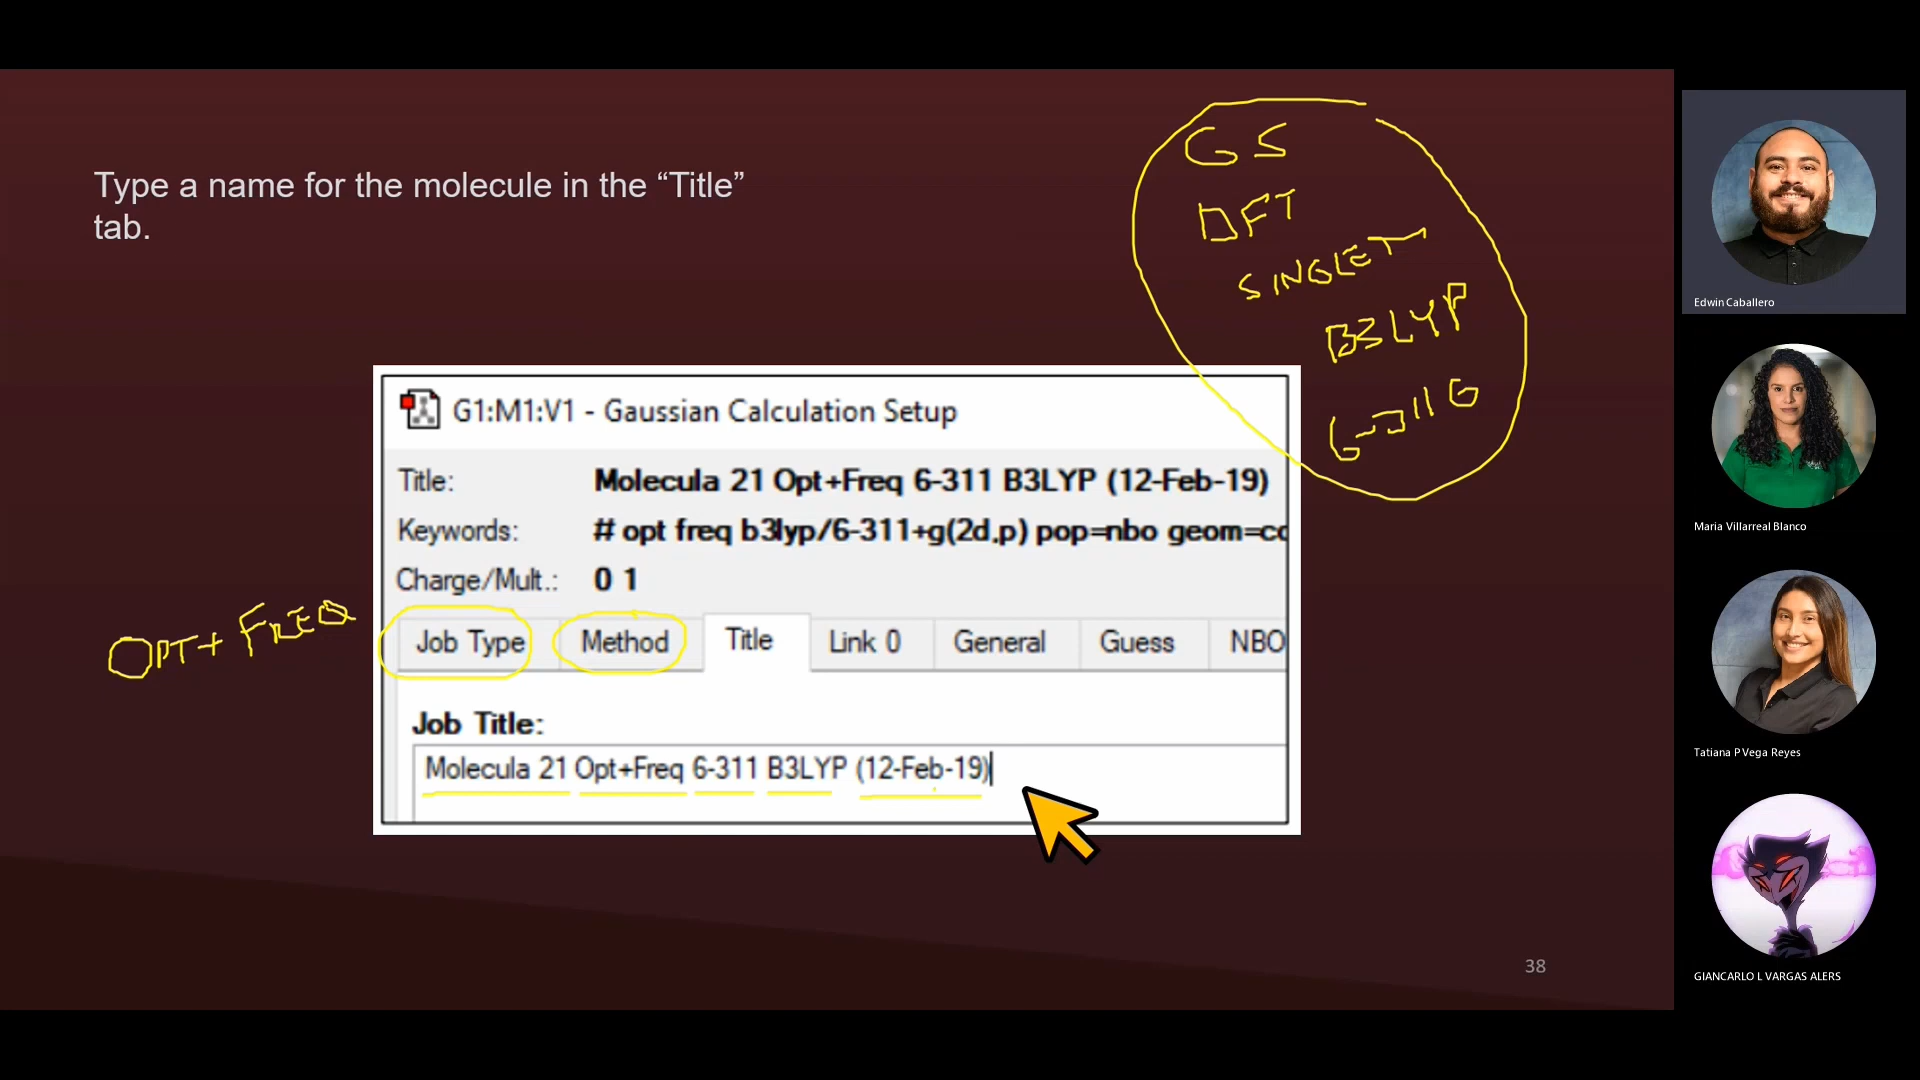 Type a name for the molecule in the “Title”
tab.
GS
DFT
SINGLET
B3LYP
6-311G
G1:M1:V1 - Gaussian Calculation Setup
Title: Molecula 21 Opt+Freq 6-311 B3LYP (12-Feb-19)
Keywords: # opt freq b3lyp/6-311+g(2d,p) pop=nbo geom=cc
Charge/Mult.: 0 1
OPT+ FREQ
Job Type Method Title Link 0 General Guess NBO
Job Title:
Molecula 21 Opt+Freq 6-311 B3LYP (12-Feb-19)
38
Edwin Caballero
Maria Villarreal Blanco
Tatiana P Vega Reyes
GIANCARLO L VARGAS ALERS